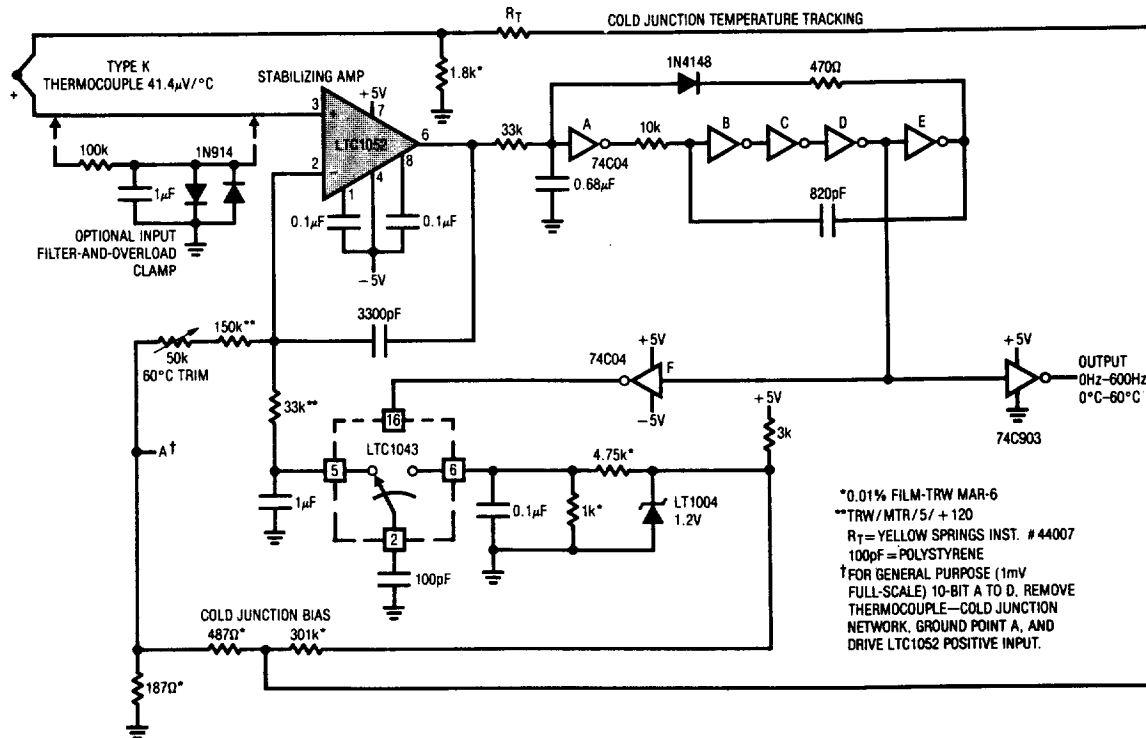 R_T
COLD JUNCTION TEMPERATURE TRACKING
TYPE K
THERMOCOUPLE 41.4µV/°C
+
STABILIZING AMP
1.8k*
1N4148
470Ω
+5V
3
7
+
LTC1052
6
2
−
8
1
4
33k
A
74C04
10k
B
C
D
E
100k
1N914
1µF
0.1µF
0.1µF
0.68µF
820pF
OPTIONAL INPUT
FILTER-AND-OVERLOAD
CLAMP
−5V
3300pF
150k**
50k
60°C TRIM
74C04
+5V
F
−5V
+5V
OUTPUT
0Hz–600Hz
0°C–60°C
74C903
33k**
16
+5V
3k
A†
LTC1043
5
6
4.75k*
1µF
2
0.1µF
1k*
LT1004
1.2V
100pF
*0.01% FILM-TRW MAR-6
**TRW/MTR/5/+120
R_T=YELLOW SPRINGS INST. #44007
100pF=POLYSTYRENE
†FOR GENERAL PURPOSE (1mV
FULL-SCALE) 10-BIT A TO D, REMOVE
THERMOCOUPLE—COLD JUNCTION
NETWORK, GROUND POINT A, AND
DRIVE LTC1052 POSITIVE INPUT.
COLD JUNCTION BIAS
487Ω*
301k*
187Ω*